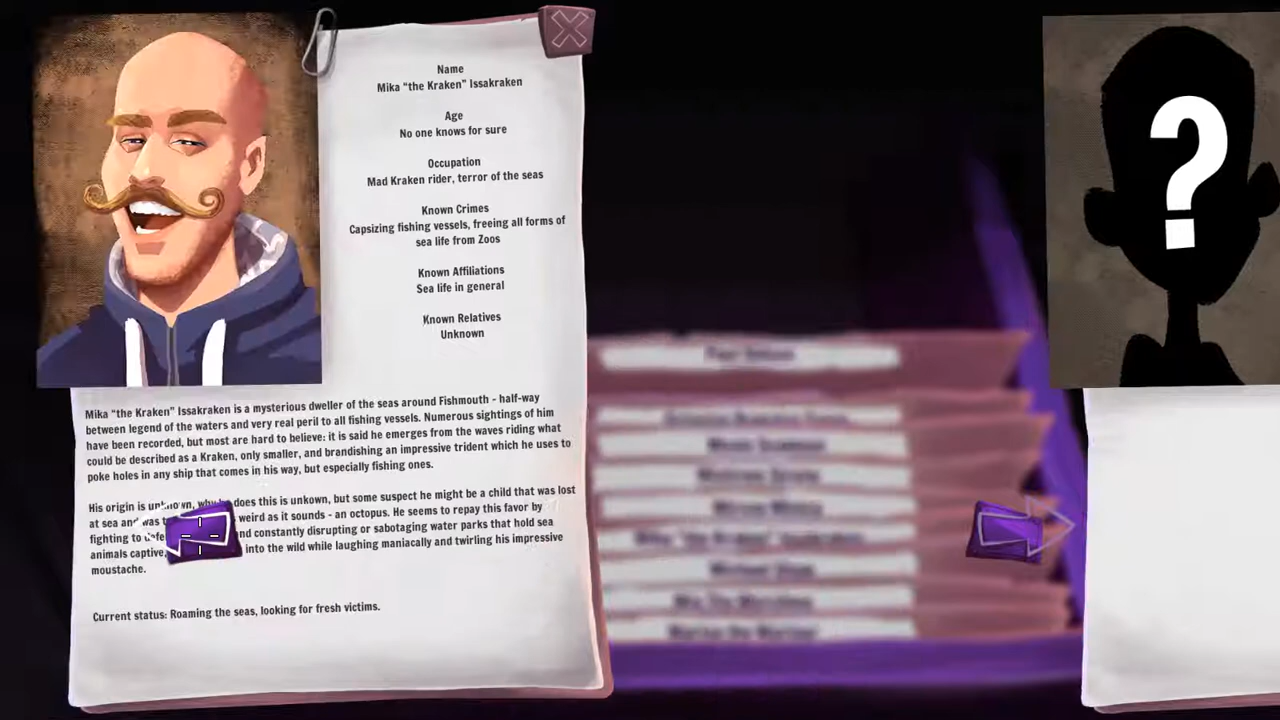 Name
Mika "the Kraken" Issakraken
Age
No one knows for sure
Occupation
Mad Kraken rider, terror of the seas
Known Crimes
Capsizing fishing vessels, freeing all forms of
sea life from Zoos
Known Affiliations
Sea life in general
Known Relatives
Unknown
?
Mika "the Kraken" Issakraken is a mysterious dweller of the seas around Fishmouth - half-way
between legend of the waters and very real peril to all fishing vessels. Numerous sightings of him
have been recorded, but most are hard to believe: it is said he emerges from the waves riding what
could be described as a Kraken, only smaller, and brandishing an impressive trident which he uses to
poke holes in any ship that comes in his way, but especially fishing ones.
His origin is unknown, why does this is unkown, but some suspect he might be a child that was lost
at sea and was weird as it sounds - an octopus. He seems to repay this favor by
fighting to and constantly disrupting or sabotaging water parks that hold sea
animals captive, into the wild while laughing maniacally and twirling his impressive
moustache.
Current status: Roaming the seas, looking for fresh victims.